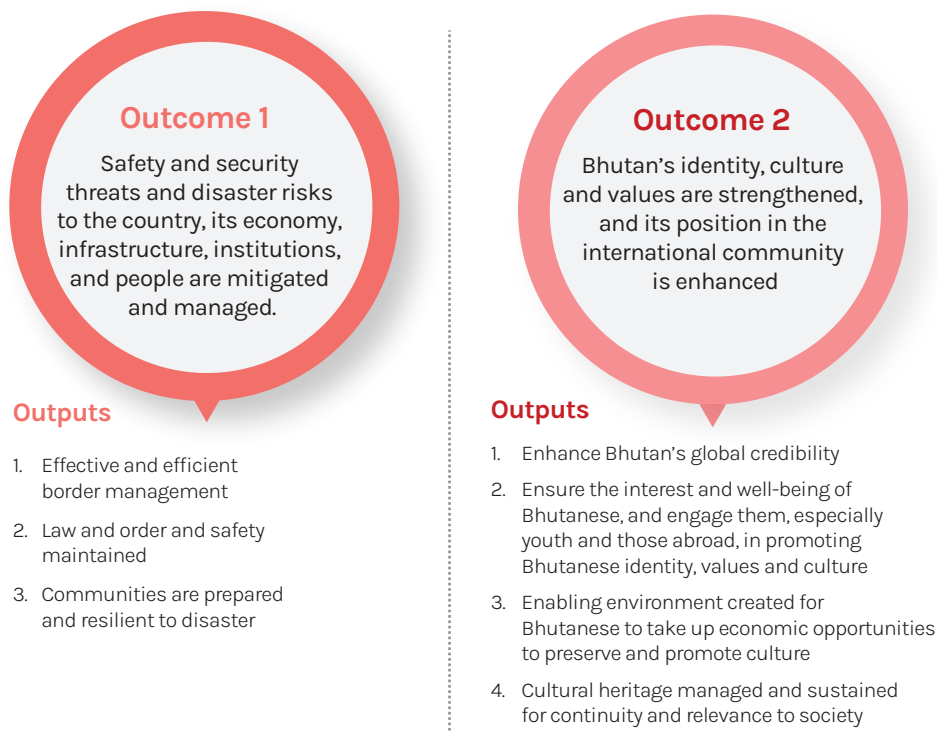 Outcome 1
Safety and security
threats and disaster risks
to the country, its economy,
infrastructure, institutions,
and people are mitigated
and managed.
Outputs
1. Effective and efficient
border management
2. Law and order and safety
maintained
3. Communities are prepared
and resilient to disaster
Outcome 2
Bhutan's identity, culture
and values are strengthened,
and its position in the
international community
is enhanced
Outputs
1. Enhance Bhutan's global credibility
2. Ensure the interest and well-being of
Bhutanese, and engage them, especially
youth and those abroad, in promoting
Bhutanese identity, values and culture
3. Enabling environment created for
Bhutanese to take up economic opportunities
to preserve and promote culture
4. Cultural heritage managed and sustained
for continuity and relevance to society